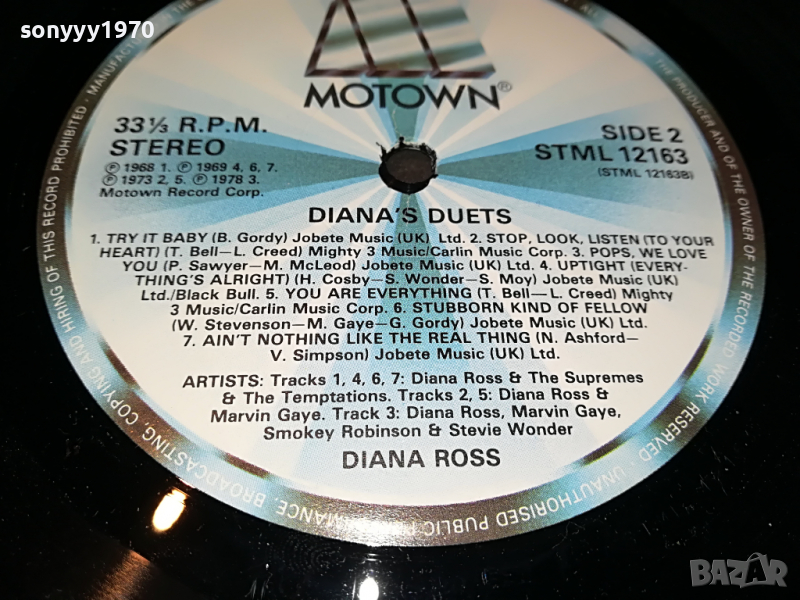 sonyyy1970
MOTOWN®
33⅓ R.P.M.
STEREO
SIDE 2
STML 12163
(STML 12163B)
℗ 1968 1. ℗ 1969 4, 6, 7.
℗ 1973 2, 5. ℗ 1978 3.
Motown Record Corp.
DIANA'S DUETS
1. TRY IT BABY (B. Gordy) Jobete Music (UK) Ltd. 2. STOP, LOOK, LISTEN (TO YOUR
HEART) (T. Bell—L. Creed) Mighty 3 Music/Carlin Music Corp. 3. POPS, WE LOVE
YOU (P. Sawyer—M. McLeod) Jobete Music (UK) Ltd. 4. UPTIGHT (EVERY-
THING'S ALRIGHT) (H. Cosby—S. Wonder—S. Moy) Jobete Music (UK)
Ltd./Black Bull. 5. YOU ARE EVERYTHING (T. Bell—L. Creed) Mighty
3 Music/Carlin Music Corp. 6. STUBBORN KIND OF FELLOW
(W. Stevenson—M. Gaye—G. Gordy) Jobete Music (UK) Ltd.
7. AIN'T NOTHING LIKE THE REAL THING (N. Ashford—
V. Simpson) Jobete Music (UK) Ltd.
ARTISTS: Tracks 1, 4, 6, 7: Diana Ross & The Supremes
& The Temptations. Tracks 2, 5: Diana Ross &
Marvin Gaye. Track 3: Diana Ross, Marvin Gaye,
Smokey Robinson & Stevie Wonder
DIANA ROSS
THE PRODUCER AND OF THE OWNER OF THE RECORDED WORK RESERVED · UNAUTHORISED PUBLIC PERFORMANCE, BROADCASTING, COPYING AND HIRING OF THIS RECORD PROHIBITED ·
BAZAR